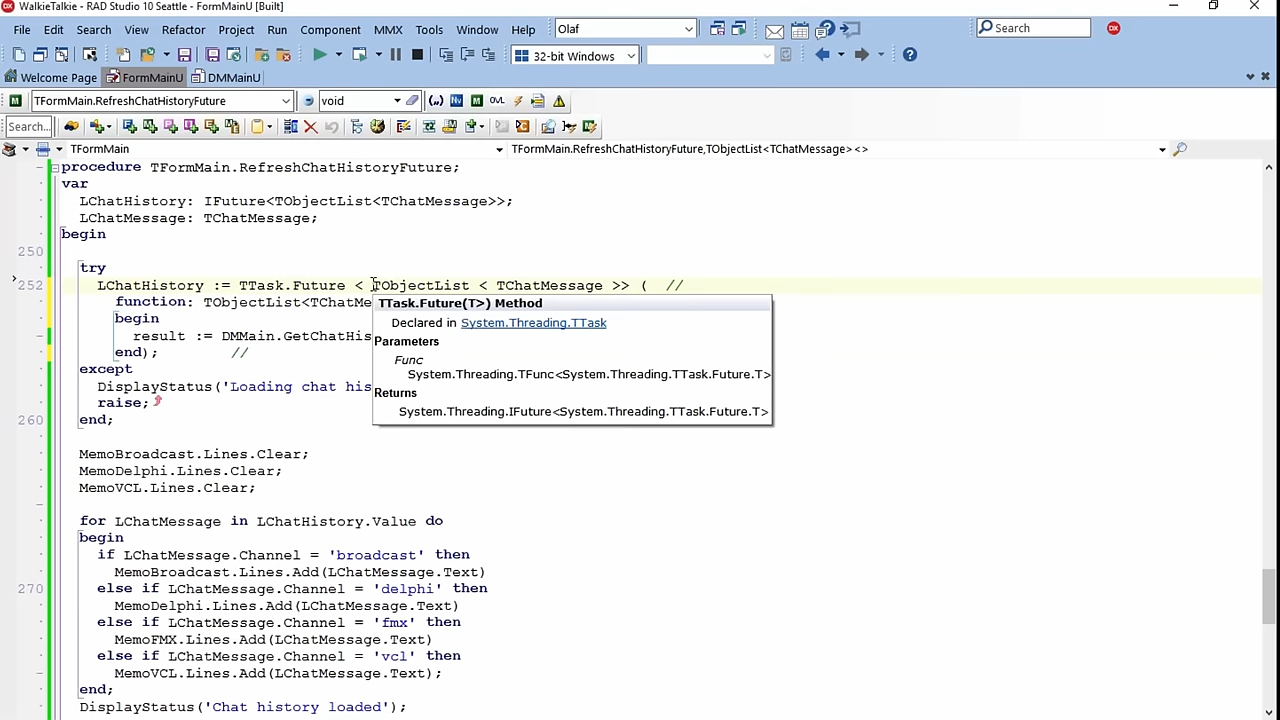 WalkieTalkie - RAD Studio 10 Seattle - FormMainU [Built]
File Edit Search View Refactor Project Run Component MMX Tools Window Help Olaf Search
32-bit Windows
Welcome Page FormMainU DMMainU
TFormMain.RefreshChatHistoryFuture void
Search...
TFormMain TFormMain.RefreshChatHistoryFuture,TObjectList<TChatMessage><>
procedure TFormMain.RefreshChatHistoryFuture;
var
LChatHistory: IFuture<TObjectList<TChatMessage>>;
LChatMessage: TChatMessage;
begin
250
try
252 LChatHistory := TTask.Future < TObjectList < TChatMessage >> ( //
function: TObjectList<TChatMe
TTask.Future(T>) Method
begin
Declared in System.Threading.TTask
result := DMMain.GetChatHis
Parameters
end); //
Func
except
System.Threading.TFunc<System.Threading.TTask.Future.T>
DisplayStatus('Loading chat his
Returns
raise;
System.Threading.IFuture<System.Threading.TTask.Future.T>
260 end;
MemoBroadcast.Lines.Clear;
MemoDelphi.Lines.Clear;
MemoVCL.Lines.Clear;
for LChatMessage in LChatHistory.Value do
begin
if LChatMessage.Channel = 'broadcast' then
MemoBroadcast.Lines.Add(LChatMessage.Text)
270 else if LChatMessage.Channel = 'delphi' then
MemoDelphi.Lines.Add(LChatMessage.Text)
else if LChatMessage.Channel = 'fmx' then
MemoFMX.Lines.Add(LChatMessage.Text)
else if LChatMessage.Channel = 'vcl' then
MemoVCL.Lines.Add(LChatMessage.Text);
end;
DisplayStatus('Chat history loaded');